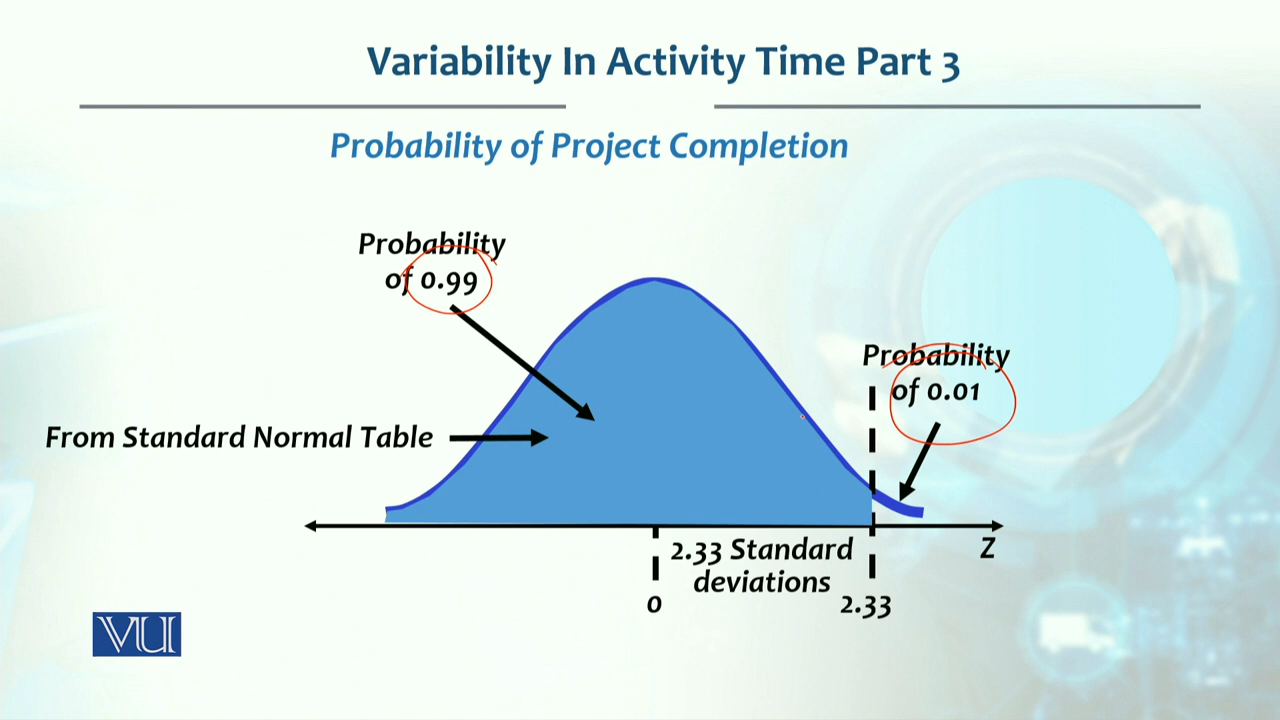 Variability In Activity Time Part 3
Probability of Project Completion
Probability
of 0.99
Probability
of 0.01
From Standard Normal Table
2.33 Standard
deviations
Z
0
2.33
VU